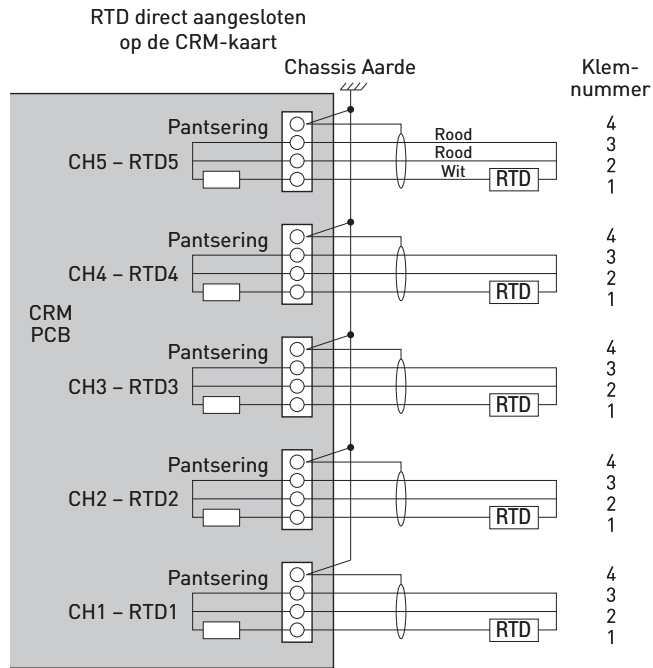 RTD direct aangesloten
op de CRM-kaart
Chassis Aarde
Klem-
nummer
Pantsering
CH5 – RTD5
Rood
Rood
Wit
RTD
4
3
2
1
Pantsering
CH4 – RTD4
RTD
4
3
2
1
CRM
PCB
Pantsering
CH3 – RTD3
RTD
4
3
2
1
Pantsering
CH2 – RTD2
RTD
4
3
2
1
Pantsering
CH1 – RTD1
RTD
4
3
2
1